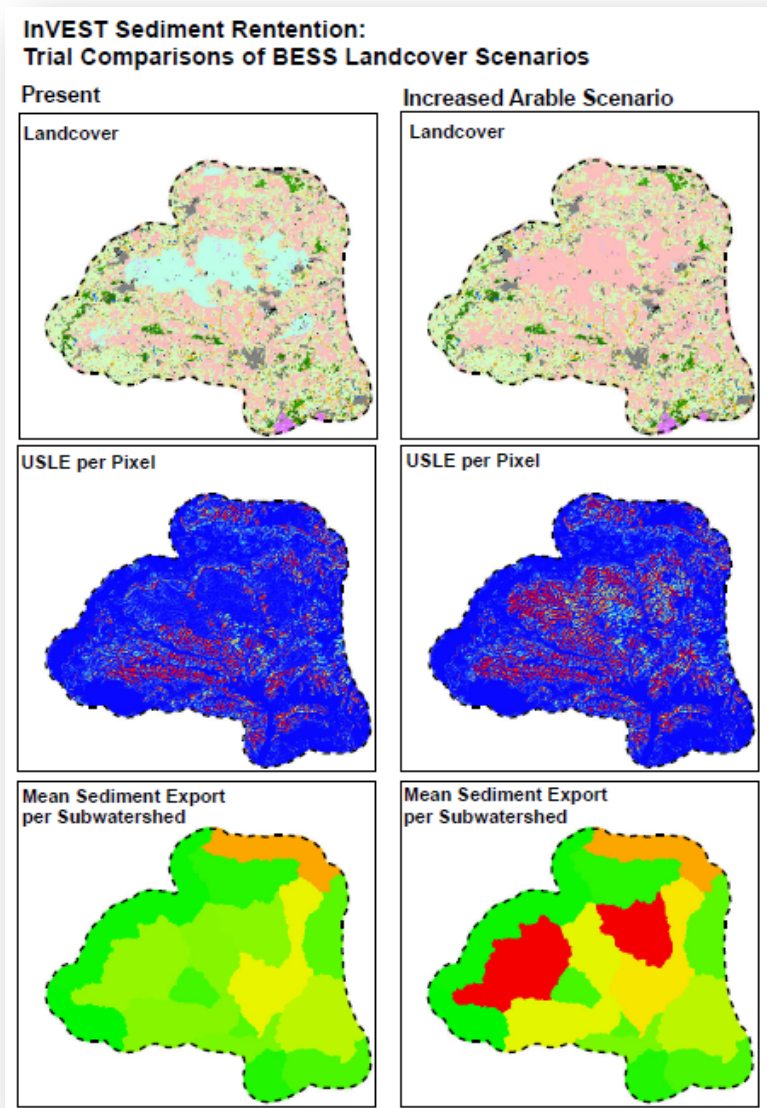 InVEST Sediment Rentention:
Trial Comparisons of BESS Landcover Scenarios
Present
Increased Arable Scenario
Landcover
Landcover
USLE per Pixel
USLE per Pixel
Mean Sediment Export
per Subwatershed
Mean Sediment Export
per Subwatershed